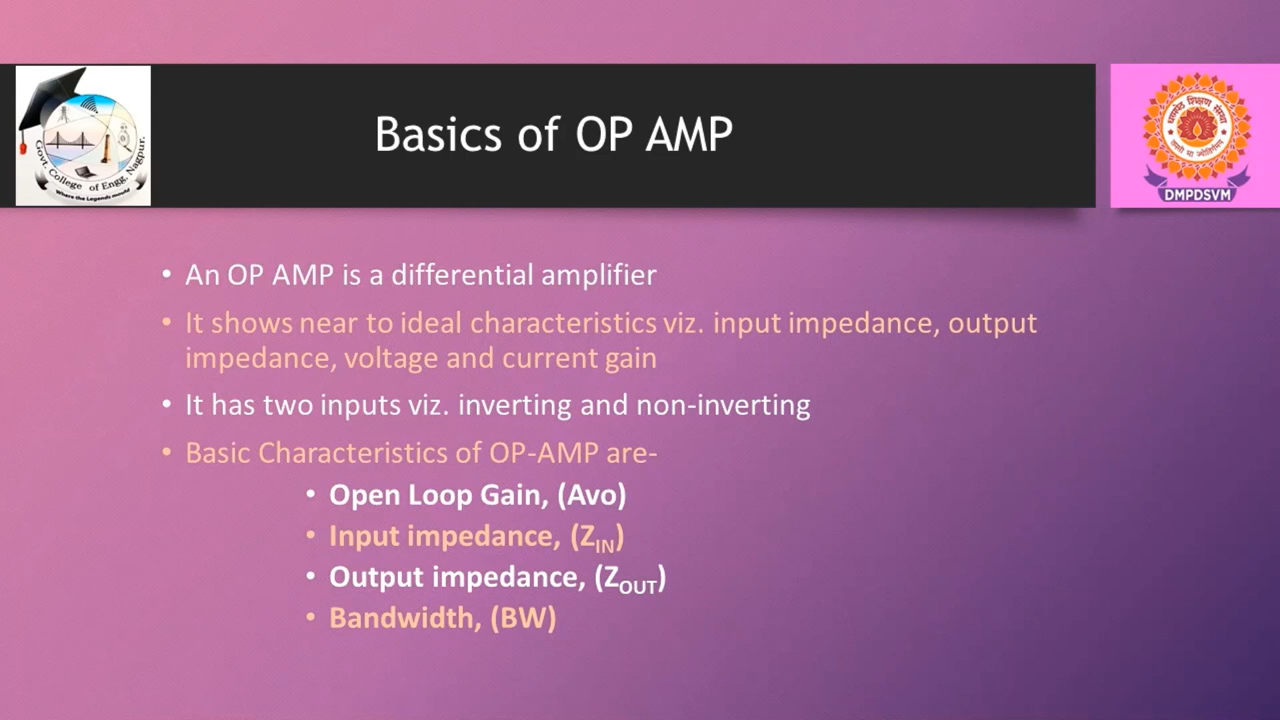 Basics of OP AMP
Govt. College of Engg. Nagpur.
Where the Legends mould
DMPDSVM
• An OP AMP is a differential amplifier
• It shows near to ideal characteristics viz. input impedance, output
impedance, voltage and current gain
• It has two inputs viz. inverting and non-inverting
• Basic Characteristics of OP-AMP are-
• Open Loop Gain, (Avo)
• Input impedance, (ZIN)
• Output impedance, (ZOUT)
• Bandwidth, (BW)